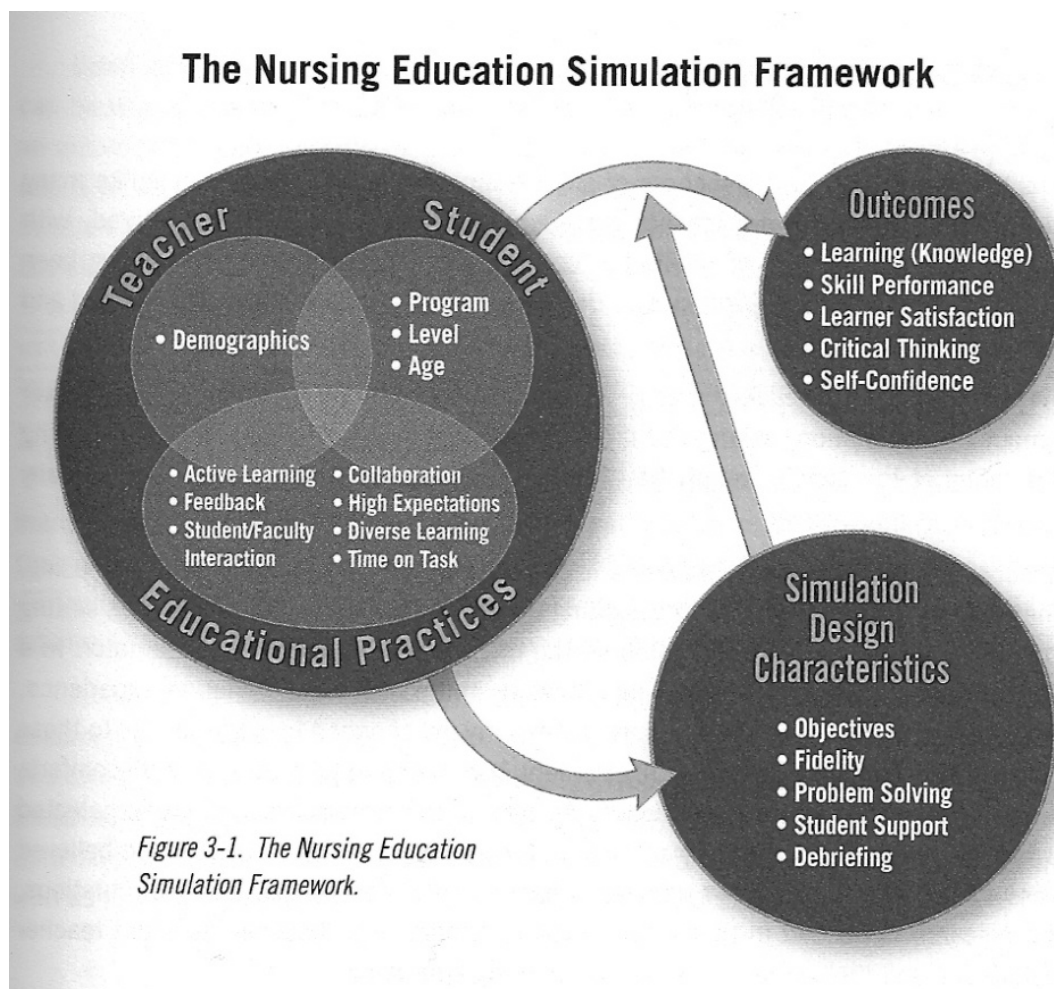 The Nursing Education Simulation Framework
Teacher
Student
• Demographics
• Program
• Level
• Age
• Active Learning
• Feedback
• Student/Faculty
Interaction
• Collaboration
• High Expectations
• Diverse Learning
• Time on Task
Educational Practices
Outcomes
• Learning (Knowledge)
• Skill Performance
• Learner Satisfaction
• Critical Thinking
• Self-Confidence
Simulation
Design
Characteristics
• Objectives
• Fidelity
• Problem Solving
• Student Support
• Debriefing
Figure 3-1. The Nursing Education
Simulation Framework.